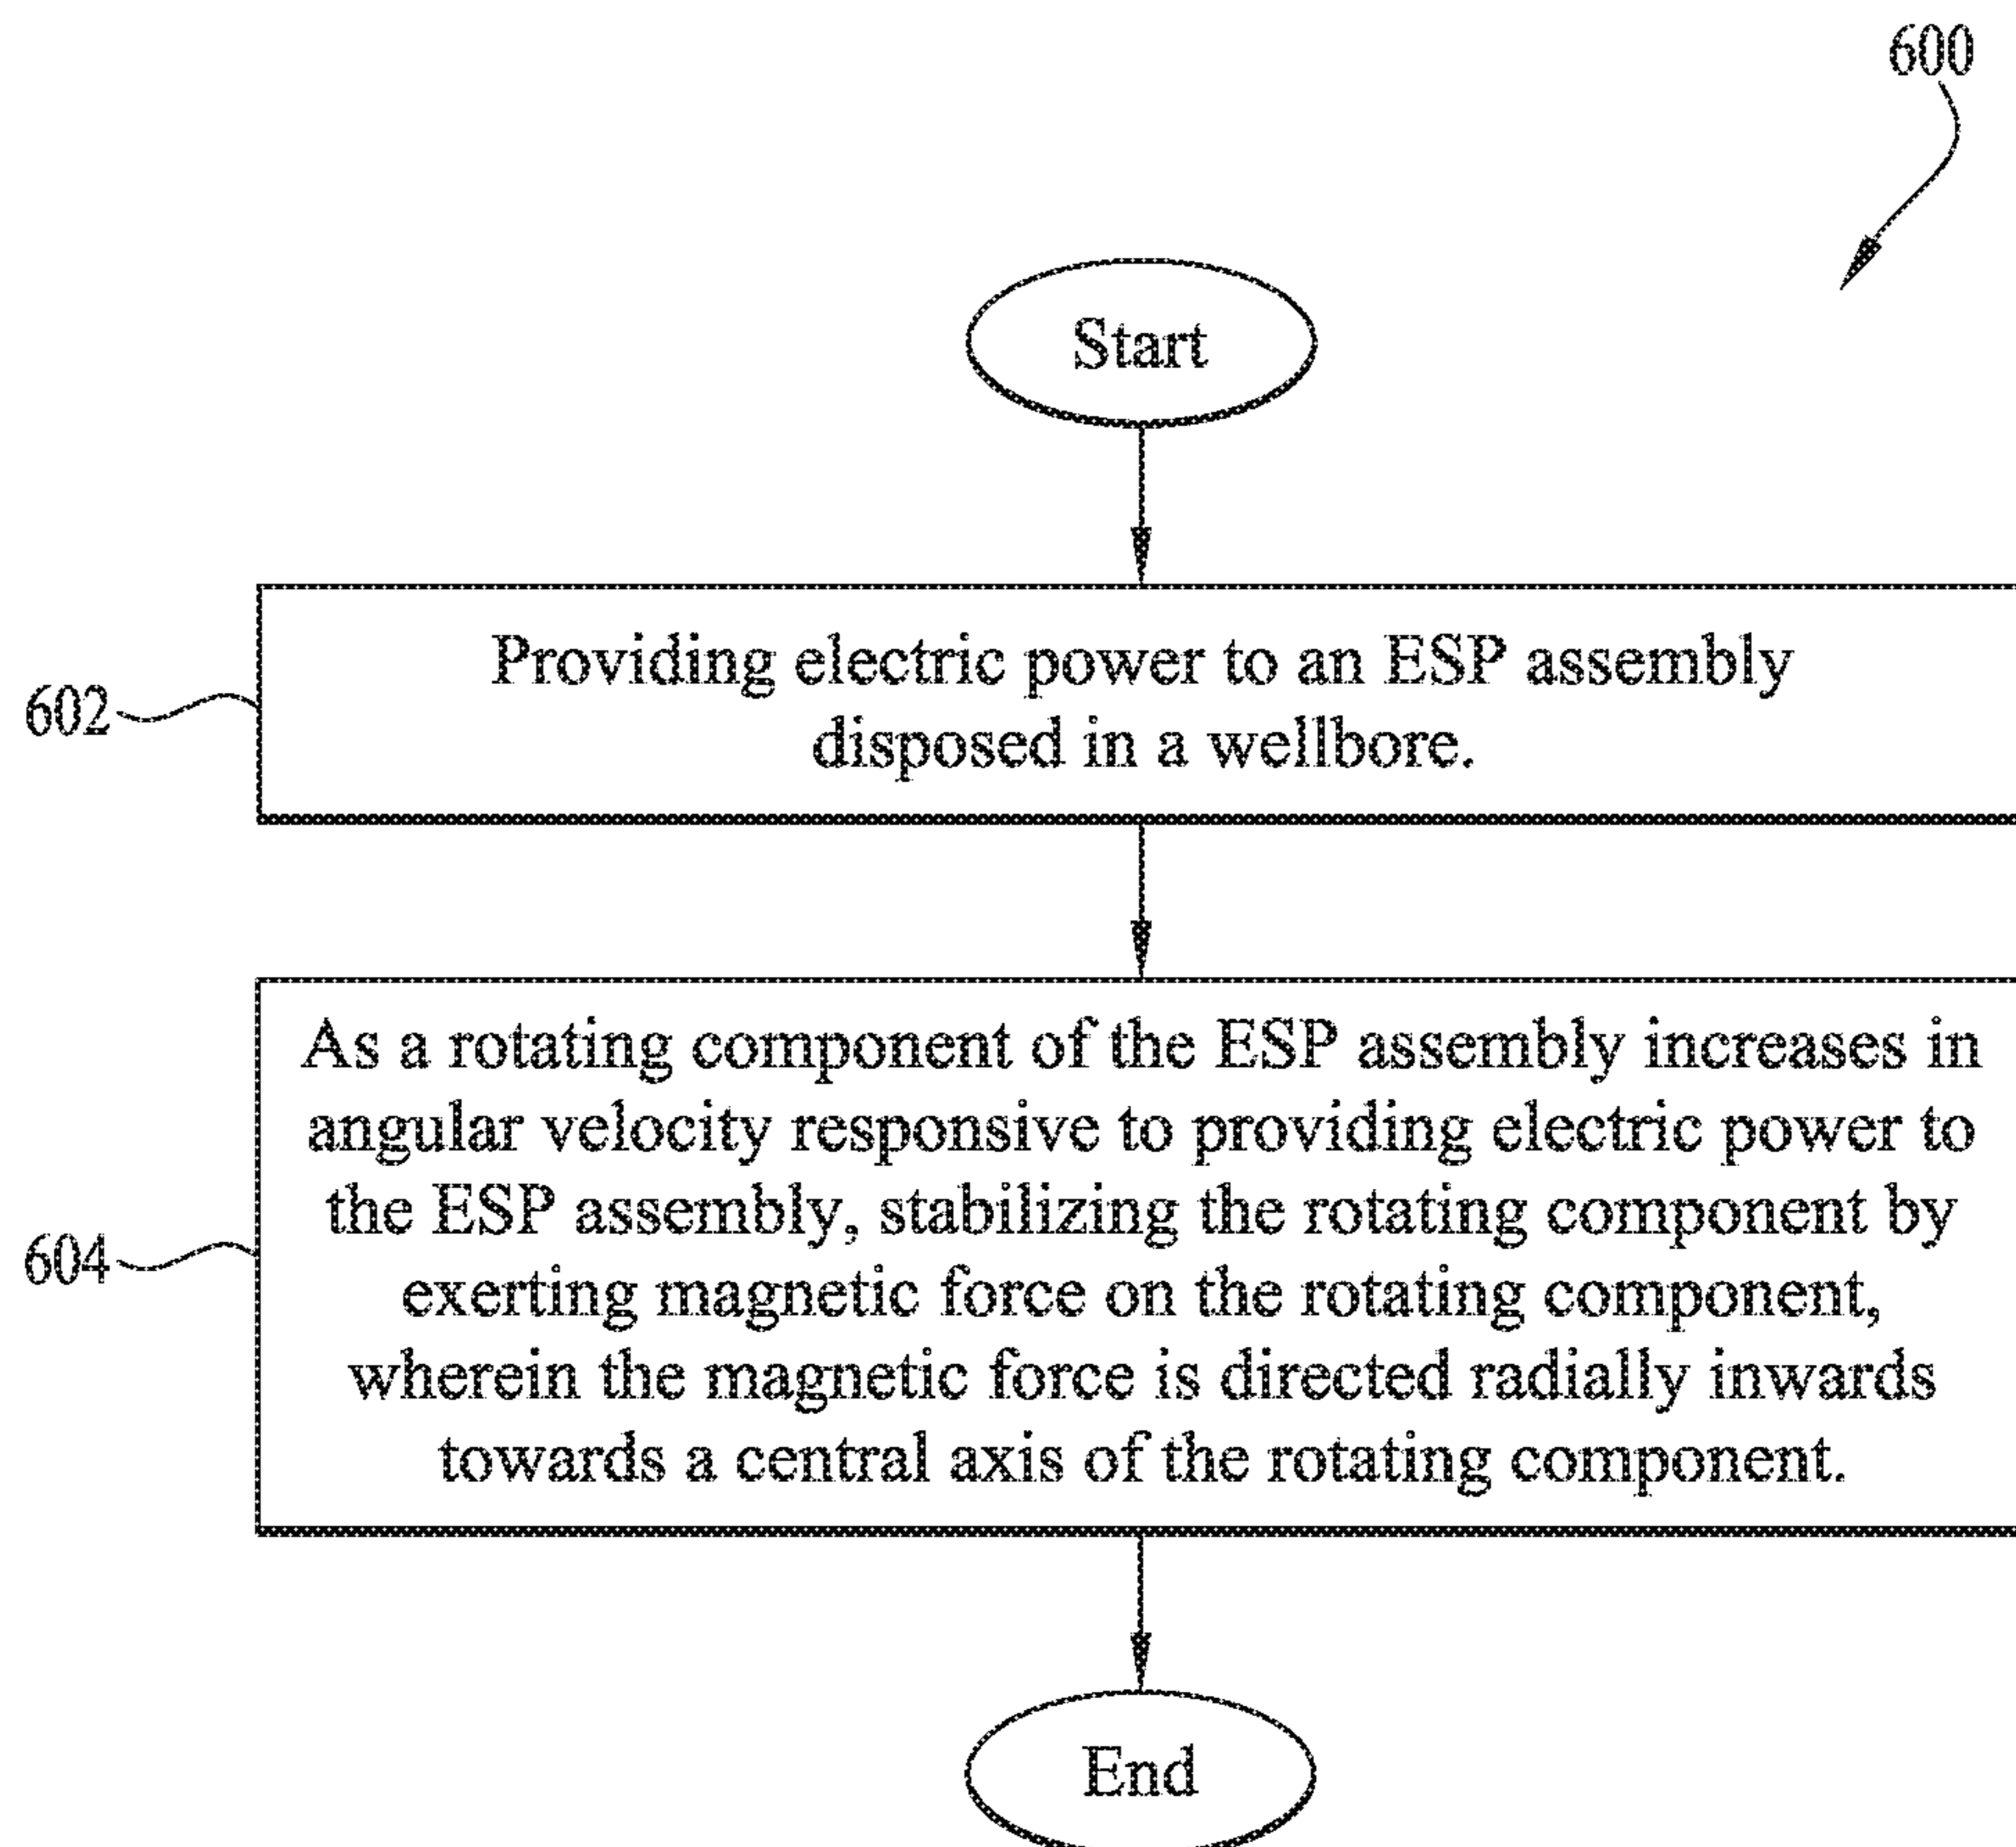 600
Start
602
Providing electric power to an ESP assembly
disposed in a wellbore.
604
As a rotating component of the ESP assembly increases in
angular velocity responsive to providing electric power to
the ESP assembly, stabilizing the rotating component by
exerting magnetic force on the rotating component,
wherein the magnetic force is directed radially inwards
towards a central axis of the rotating component.
End